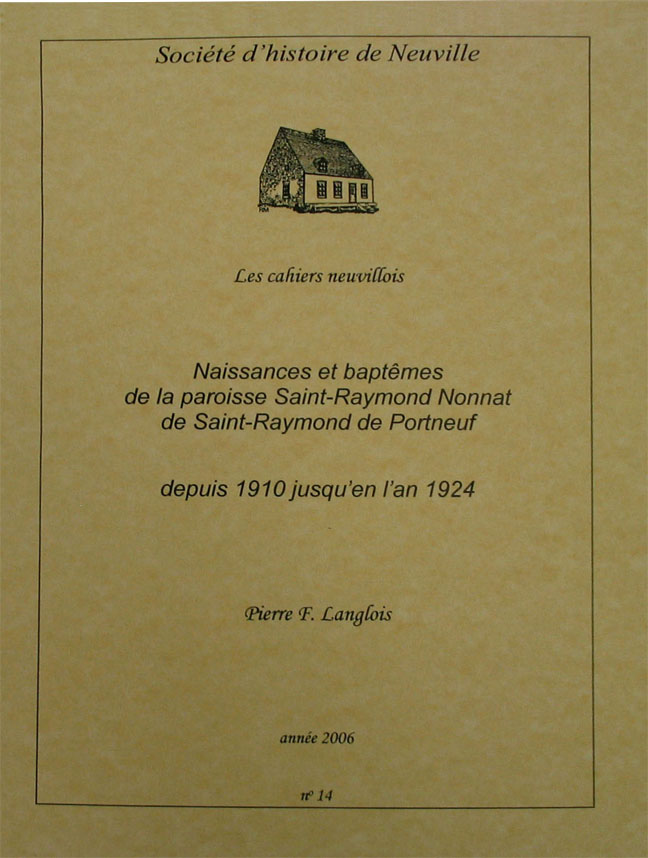 Société d'histoire de Neuville
RM
Les cahiers neuvillois
Naissances et baptêmes
de la paroisse Saint-Raymond Nonnat
de Saint-Raymond de Portneuf
depuis 1910 jusqu'en l'an 1924
Pierre F. Langlois
année 2006
nº 14